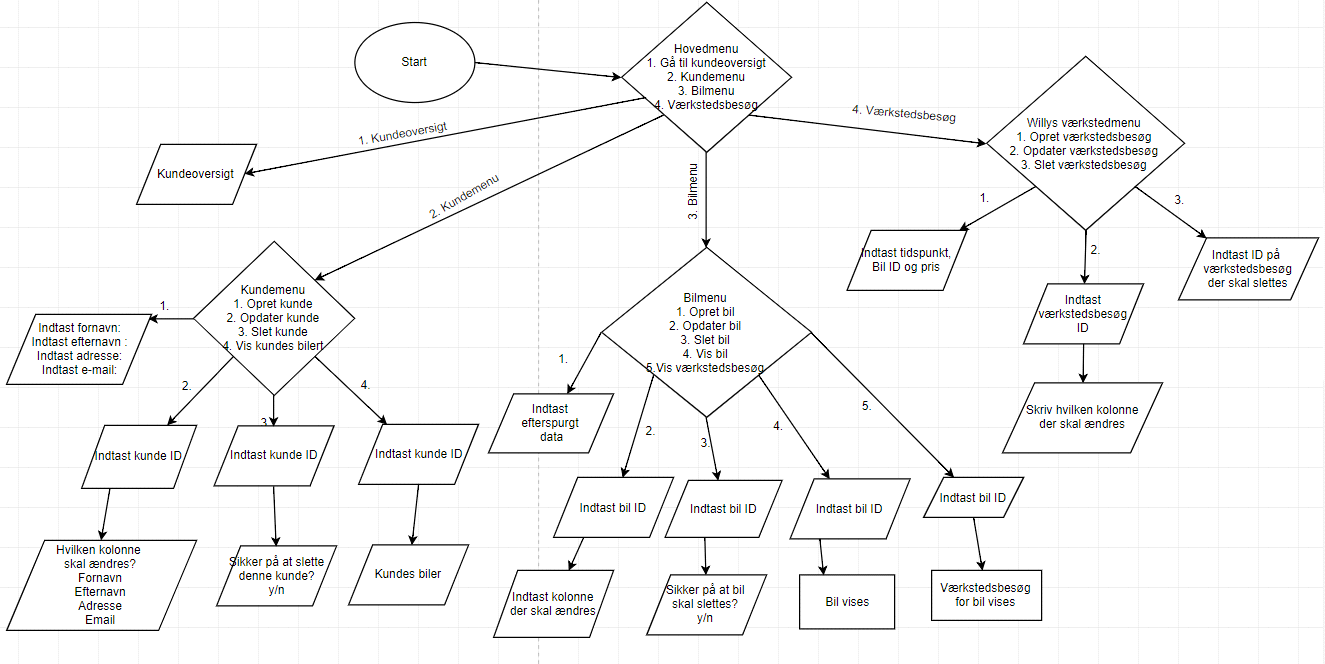 Start
Hovedmenu
1. Gå til kundeoversigt
2. Kundemenu
3. Bilmenu
4. Værkstedsbesøg
1. Kundeoversigt
2. Kundemenu
3. Bilmenu
4. Værkstedsbesøg
Kundeoversigt
Willys værkstedmenu
1. Opret værkstedsbesøg
2. Opdater værkstedsbesøg
3. Slet værkstedsbesøg
1.
2.
3.
Indtast tidspunkt,
Bil ID og pris
Indtast
værkstedsbesøg
ID
Indtast ID på
værkstedsbesøg
der skal slettes
Skriv hvilken kolonne
der skal ændres
Kundemenu
1. Opret kunde
2. Opdater kunde
3. Slet kunde
4. Vis kundes bilert
1.
2.
3.
4.
Indtast fornavn:
Indtast efternavn :
Indtast adresse:
Indtast e-mail:
Indtast kunde ID
Indtast kunde ID
Indtast kunde ID
Hvilken kolonne
skal ændres?
Fornavn
Efternavn
Adresse
Email
Sikker på at slette
denne kunde?
y/n
Kundes biler
Bilmenu
1. Opret bil
2. Opdater bil
3. Slet bil
4. Vis bil
5.Vis værkstedsbesøg
1.
2.
3.
4.
5.
Indtast
efterspurgt
data
Indtast bil ID
Indtast bil ID
Indtast bil ID
Indtast bil ID
Indtast kolonne
der skal ændres
Sikker på at bil
skal slettes?
y/n
Bil vises
Værkstedsbesøg
for bil vises